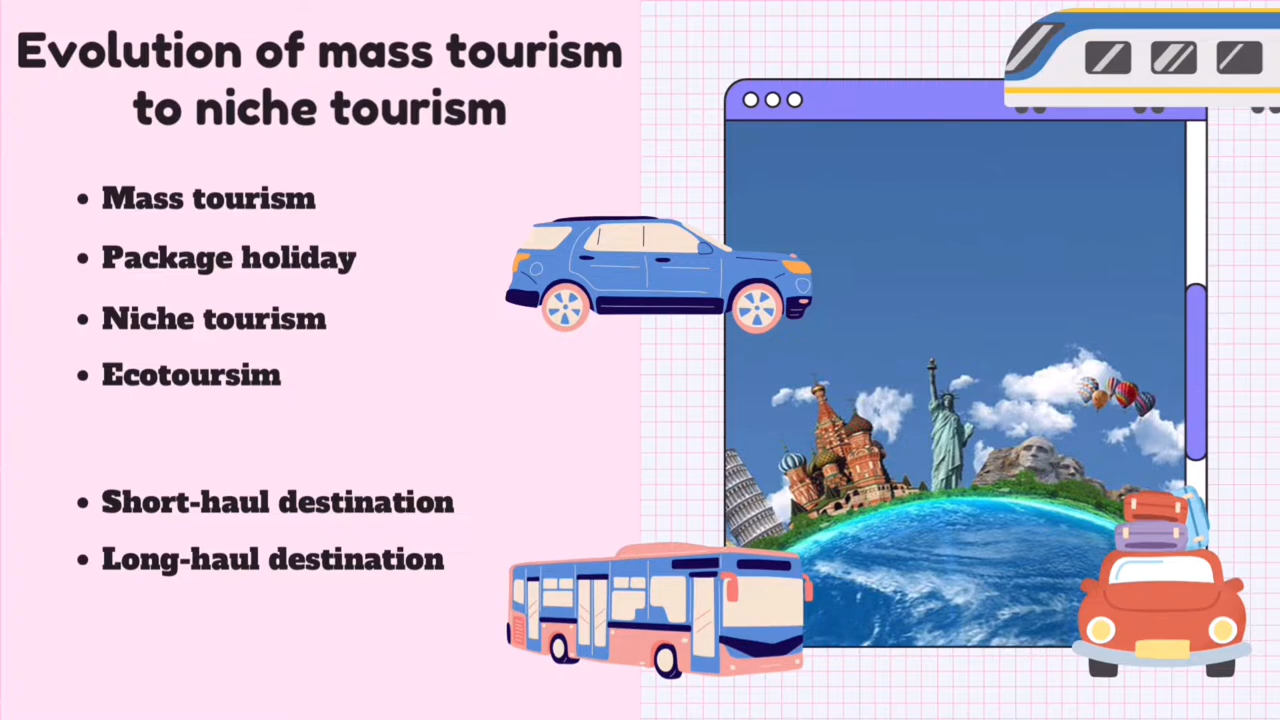 Evolution of mass tourism
to niche tourism
• Mass tourism
• Package holiday
• Niche tourism
• Ecotoursim
• Short-haul destination
• Long-haul destination